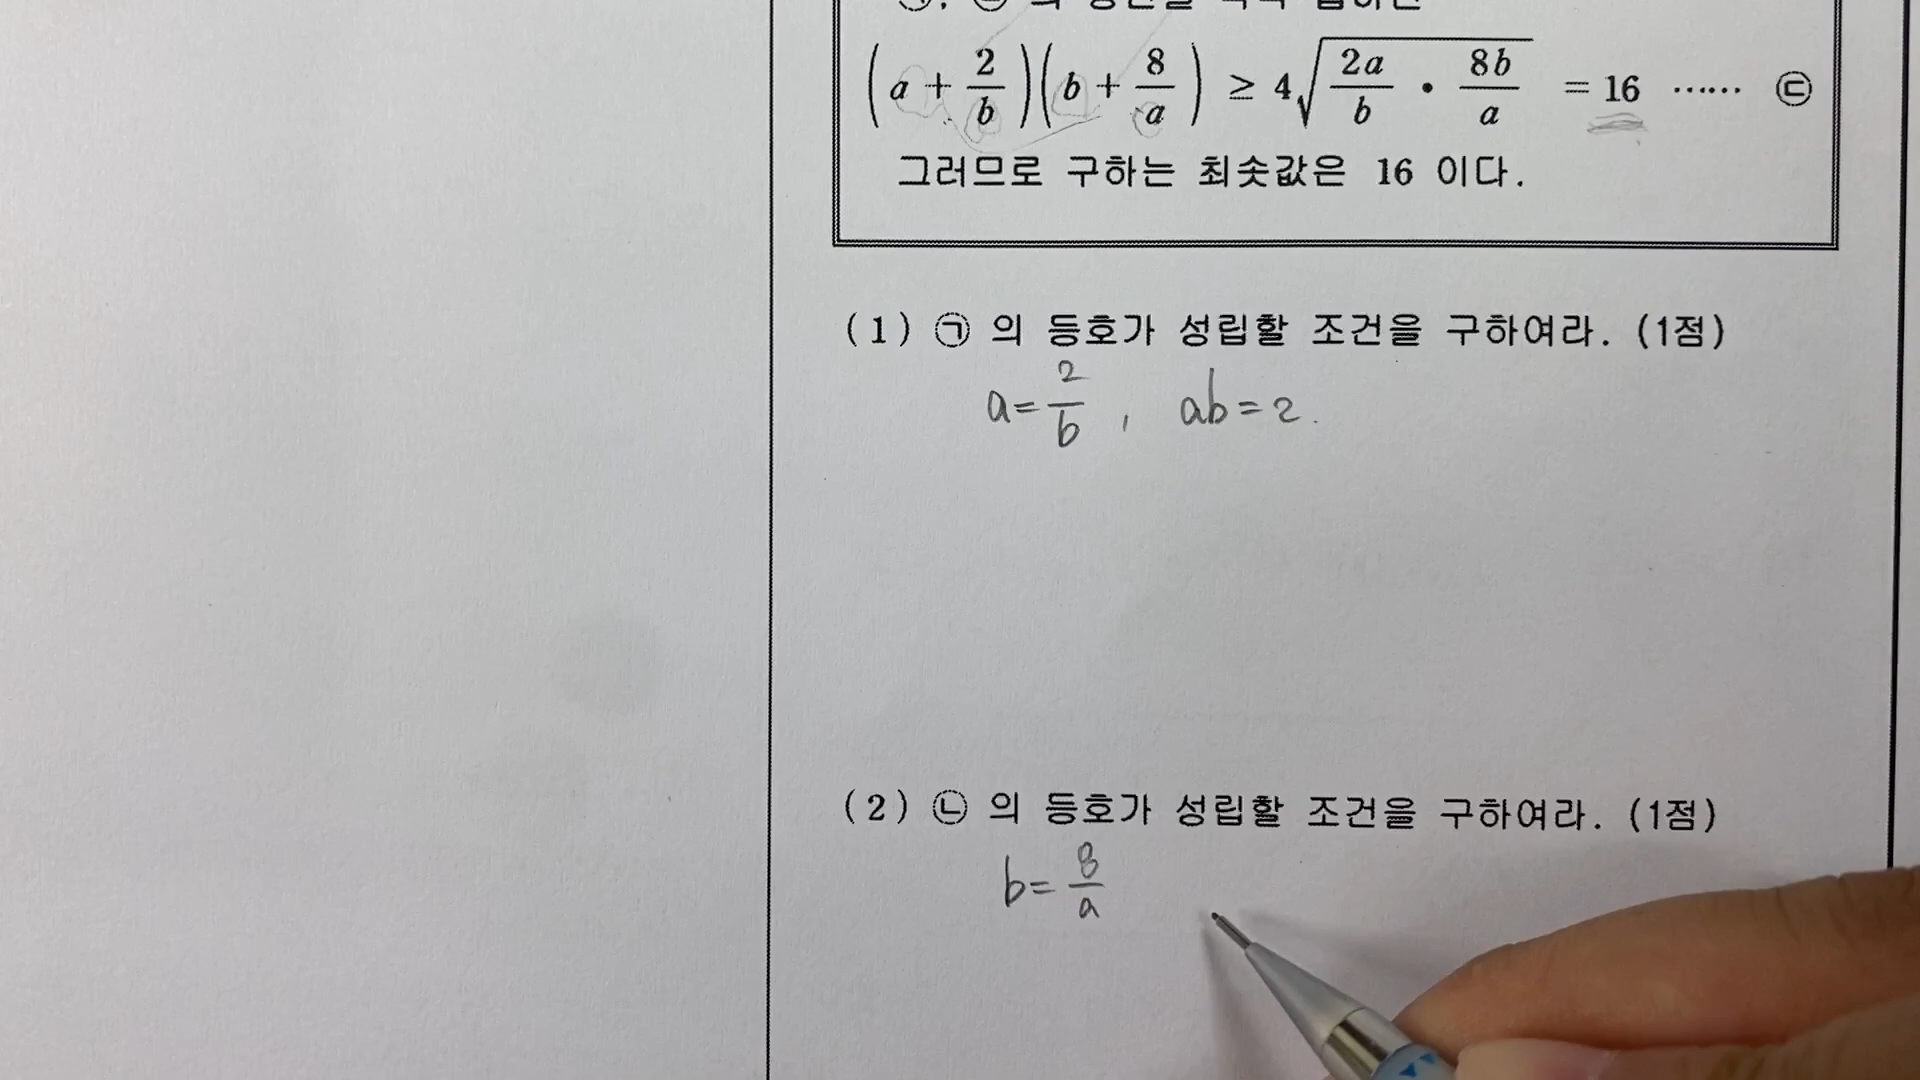 (a + 2/b)(b + 8/a) ≥ 4√(2a/b • 8b/a) = 16 …… ㉢
그러므로 구하는 최솟값은 16 이다.
(1) ㉠ 의 등호가 성립할 조건을 구하여라. (1점)
a = 2/b , ab = 2.
(2) ㉡ 의 등호가 성립할 조건을 구하여라. (1점)
b = 8/a